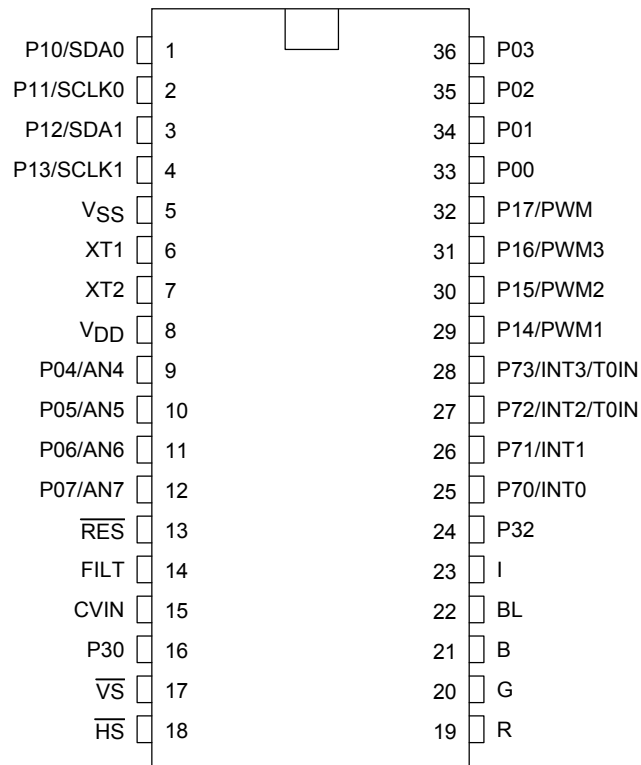 P10/SDA0 1 36 P03
P11/SCLK0 2 35 P02
P12/SDA1 3 34 P01
P13/SCLK1 4 33 P00
VSS 5 32 P17/PWM
XT1 6 31 P16/PWM3
XT2 7 30 P15/PWM2
VDD 8 29 P14/PWM1
P04/AN4 9 28 P73/INT3/T0IN
P05/AN5 10 27 P72/INT2/T0IN
P06/AN6 11 26 P71/INT1
P07/AN7 12 25 P70/INT0
RES 13 24 P32
FILT 14 23 I
CVIN 15 22 BL
P30 16 21 B
VS 17 20 G
HS 18 19 R